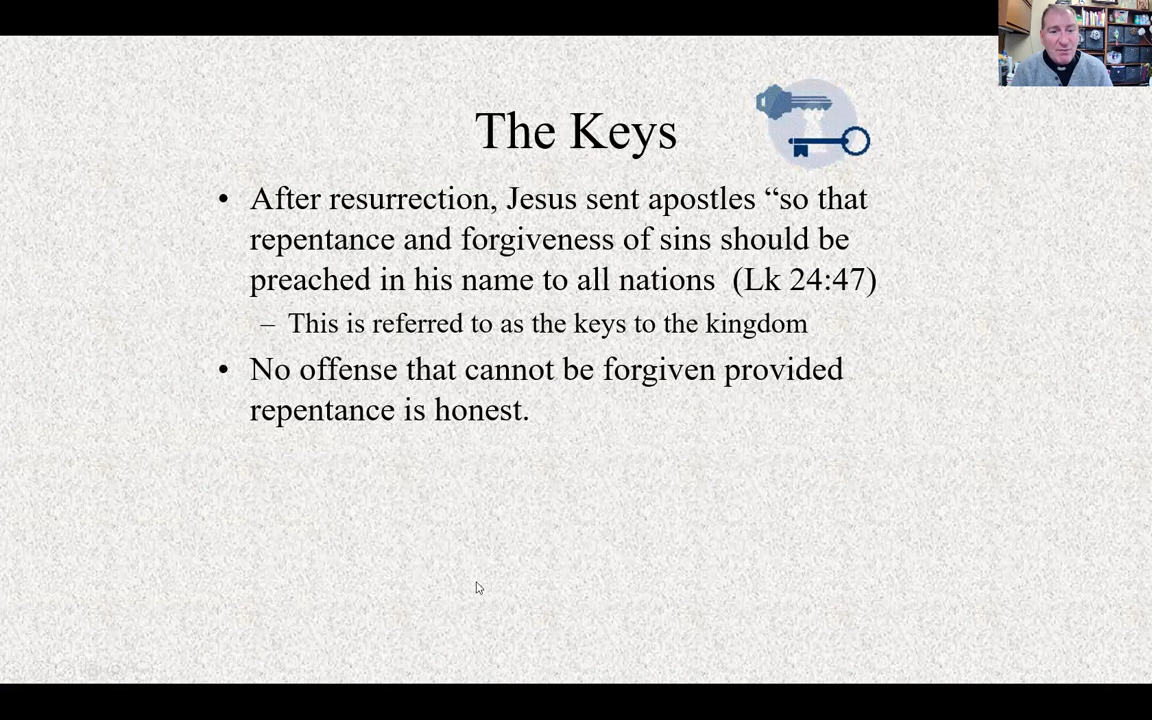 The Keys
• After resurrection, Jesus sent apostles “so that
repentance and forgiveness of sins should be
preached in his name to all nations  (Lk 24:47)
– This is referred to as the keys to the kingdom
• No offense that cannot be forgiven provided
repentance is honest.